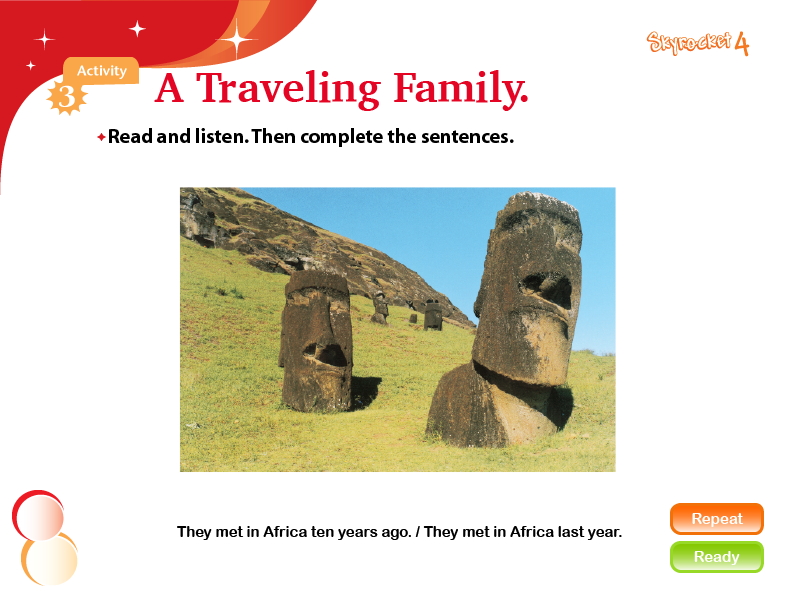 Skyrocket 4
Activity
3
A Traveling Family.
Read and listen. Then complete the sentences.
They met in Africa ten years ago. / They met in Africa last year.
Repeat
Ready